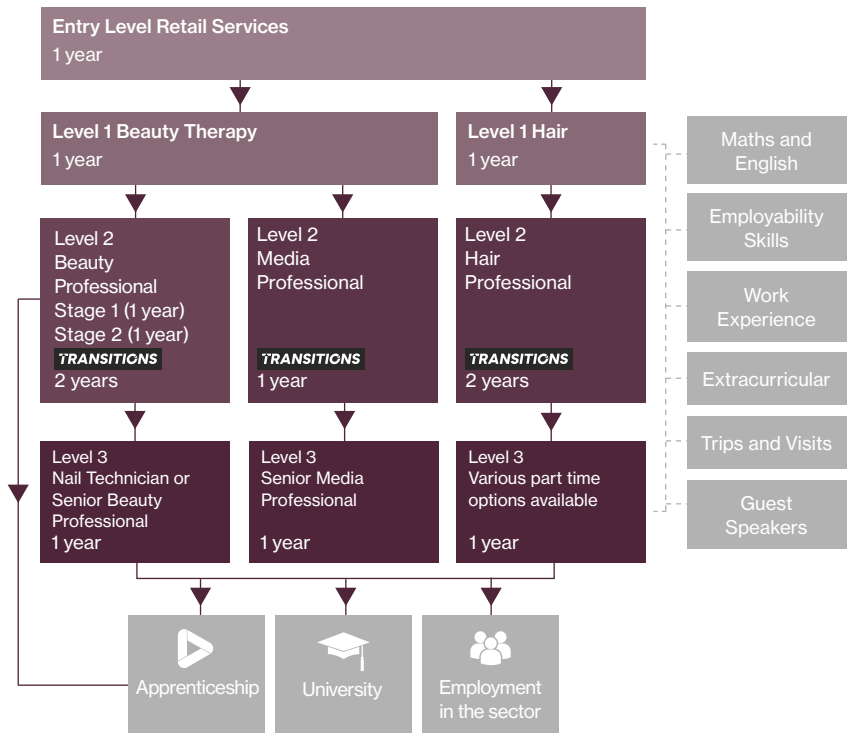 Entry Level Retail Services
1 year
Level 1 Beauty Therapy
1 year
Level 1 Hair
1 year
Level 2
Beauty
Professional
Stage 1 (1 year)
Stage 2 (1 year)
TRANSITIONS
2 years
Level 2
Media
Professional
TRANSITIONS
1 year
Level 2
Hair
Professional
TRANSITIONS
2 years
Level 3
Nail Technician or
Senior Beauty
Professional
1 year
Level 3
Senior Media
Professional
1 year
Level 3
Various part time
options available
1 year
Maths and
English
Employability
Skills
Work
Experience
Extracurricular
Trips and Visits
Guest
Speakers
Apprenticeship
University
Employment
in the sector